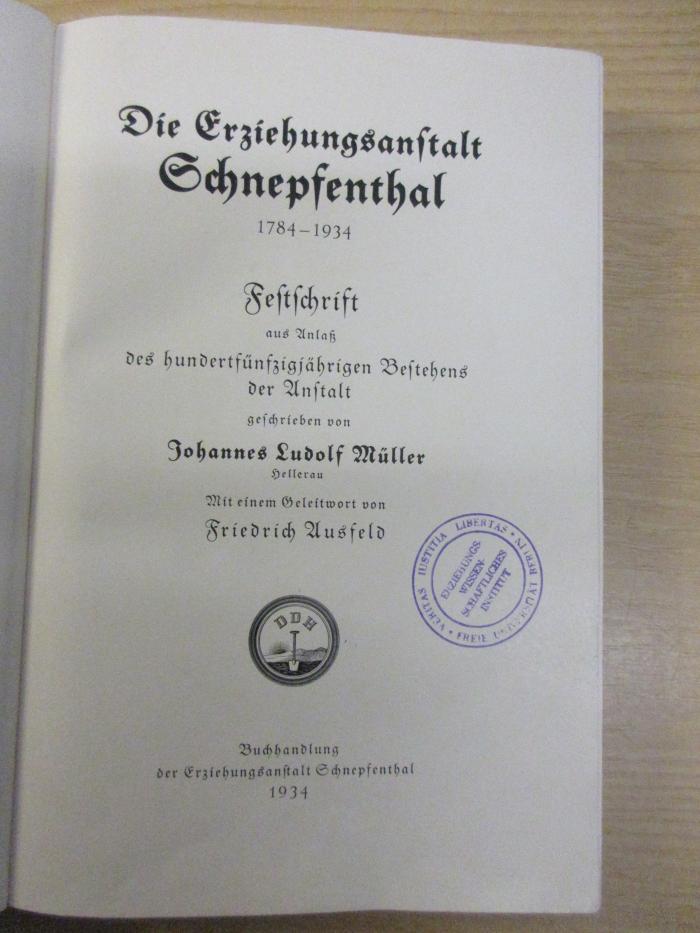 Die Erziehungsanſtalt
Schnepfenthal
1784–1934
Feſtſchrift
aus Anlaß
des hundertfünfzigjährigen Beſtehens
der Anſtalt
geſchrieben von
Johannes Ludolf Müller
Hellerau
Mit einem Geleitwort von
Friedrich Ausfeld
VERITAS IUSTITIA LIBERTAS • FREIE UNIVERSITÄT BERLIN •
ERZIEHUNGS-
WISSEN-
SCHAFTLICHES
INSTITUT
DDH
Buchhandlung
der Erziehungsanſtalt Schnepfenthal
1934